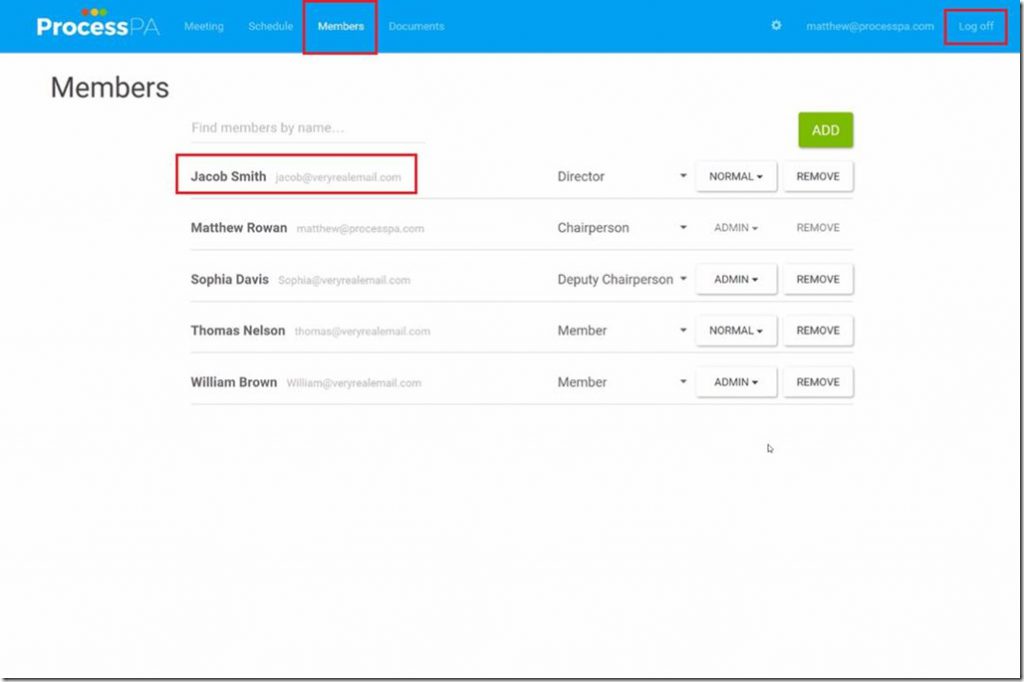 ProcessPA Meeting Schedule Members Documents matthew@processpa.com Log off
Members
Find members by name... ADD
Jacob Smith jacob@veryrealemail.com Director NORMAL REMOVE
Matthew Rowan matthew@processpa.com Chairperson ADMIN REMOVE
Sophia Davis Sophia@veryrealemail.com Deputy Chairperson ADMIN REMOVE
Thomas Nelson thomas@veryrealemail.com Member NORMAL REMOVE
William Brown William@veryrealemail.com Member ADMIN REMOVE